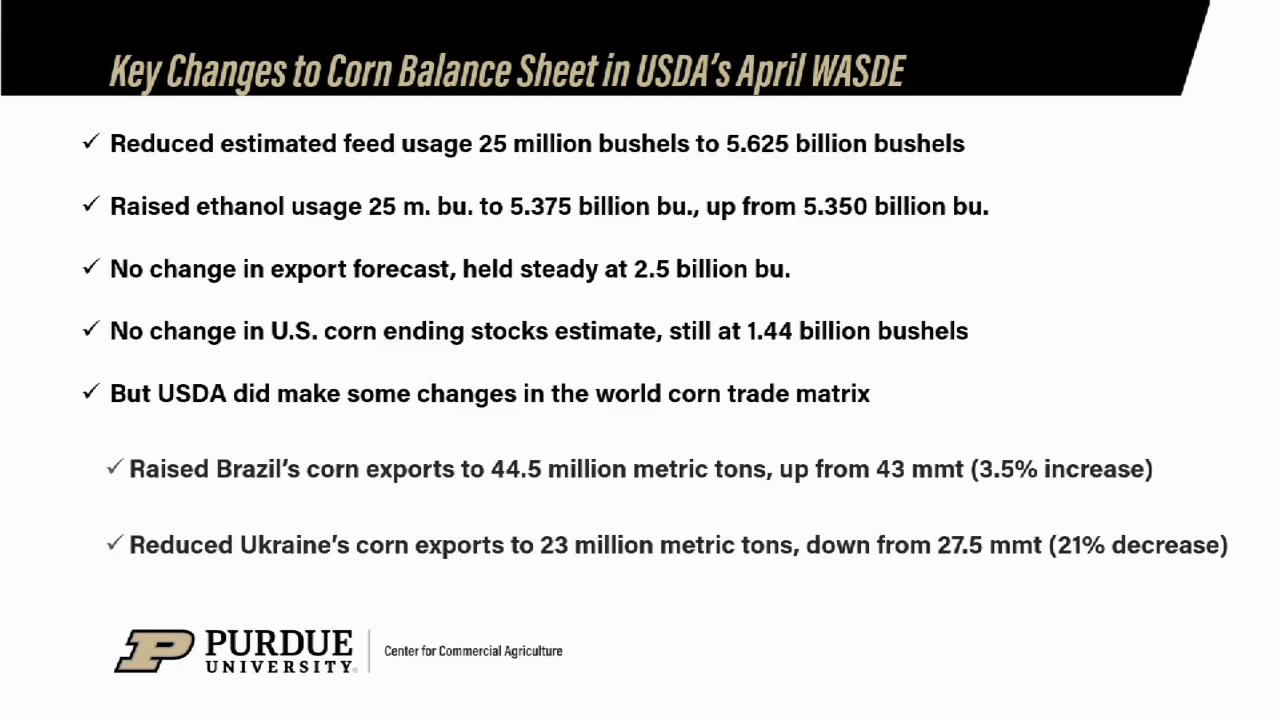 Key Changes to Corn Balance Sheet in USDA's April WASDE
✓ Reduced estimated feed usage 25 million bushels to 5.625 billion bushels
✓ Raised ethanol usage 25 m. bu. to 5.375 billion bu., up from 5.350 billion bu.
✓ No change in export forecast, held steady at 2.5 billion bu.
✓ No change in U.S. corn ending stocks estimate, still at 1.44 billion bushels
✓ But USDA did make some changes in the world corn trade matrix
✓ Raised Brazil's corn exports to 44.5 million metric tons, up from 43 mmt (3.5% increase)
✓ Reduced Ukraine's corn exports to 23 million metric tons, down from 27.5 mmt (21% decrease)
P PURDUE
UNIVERSITY®
Center for Commercial Agriculture